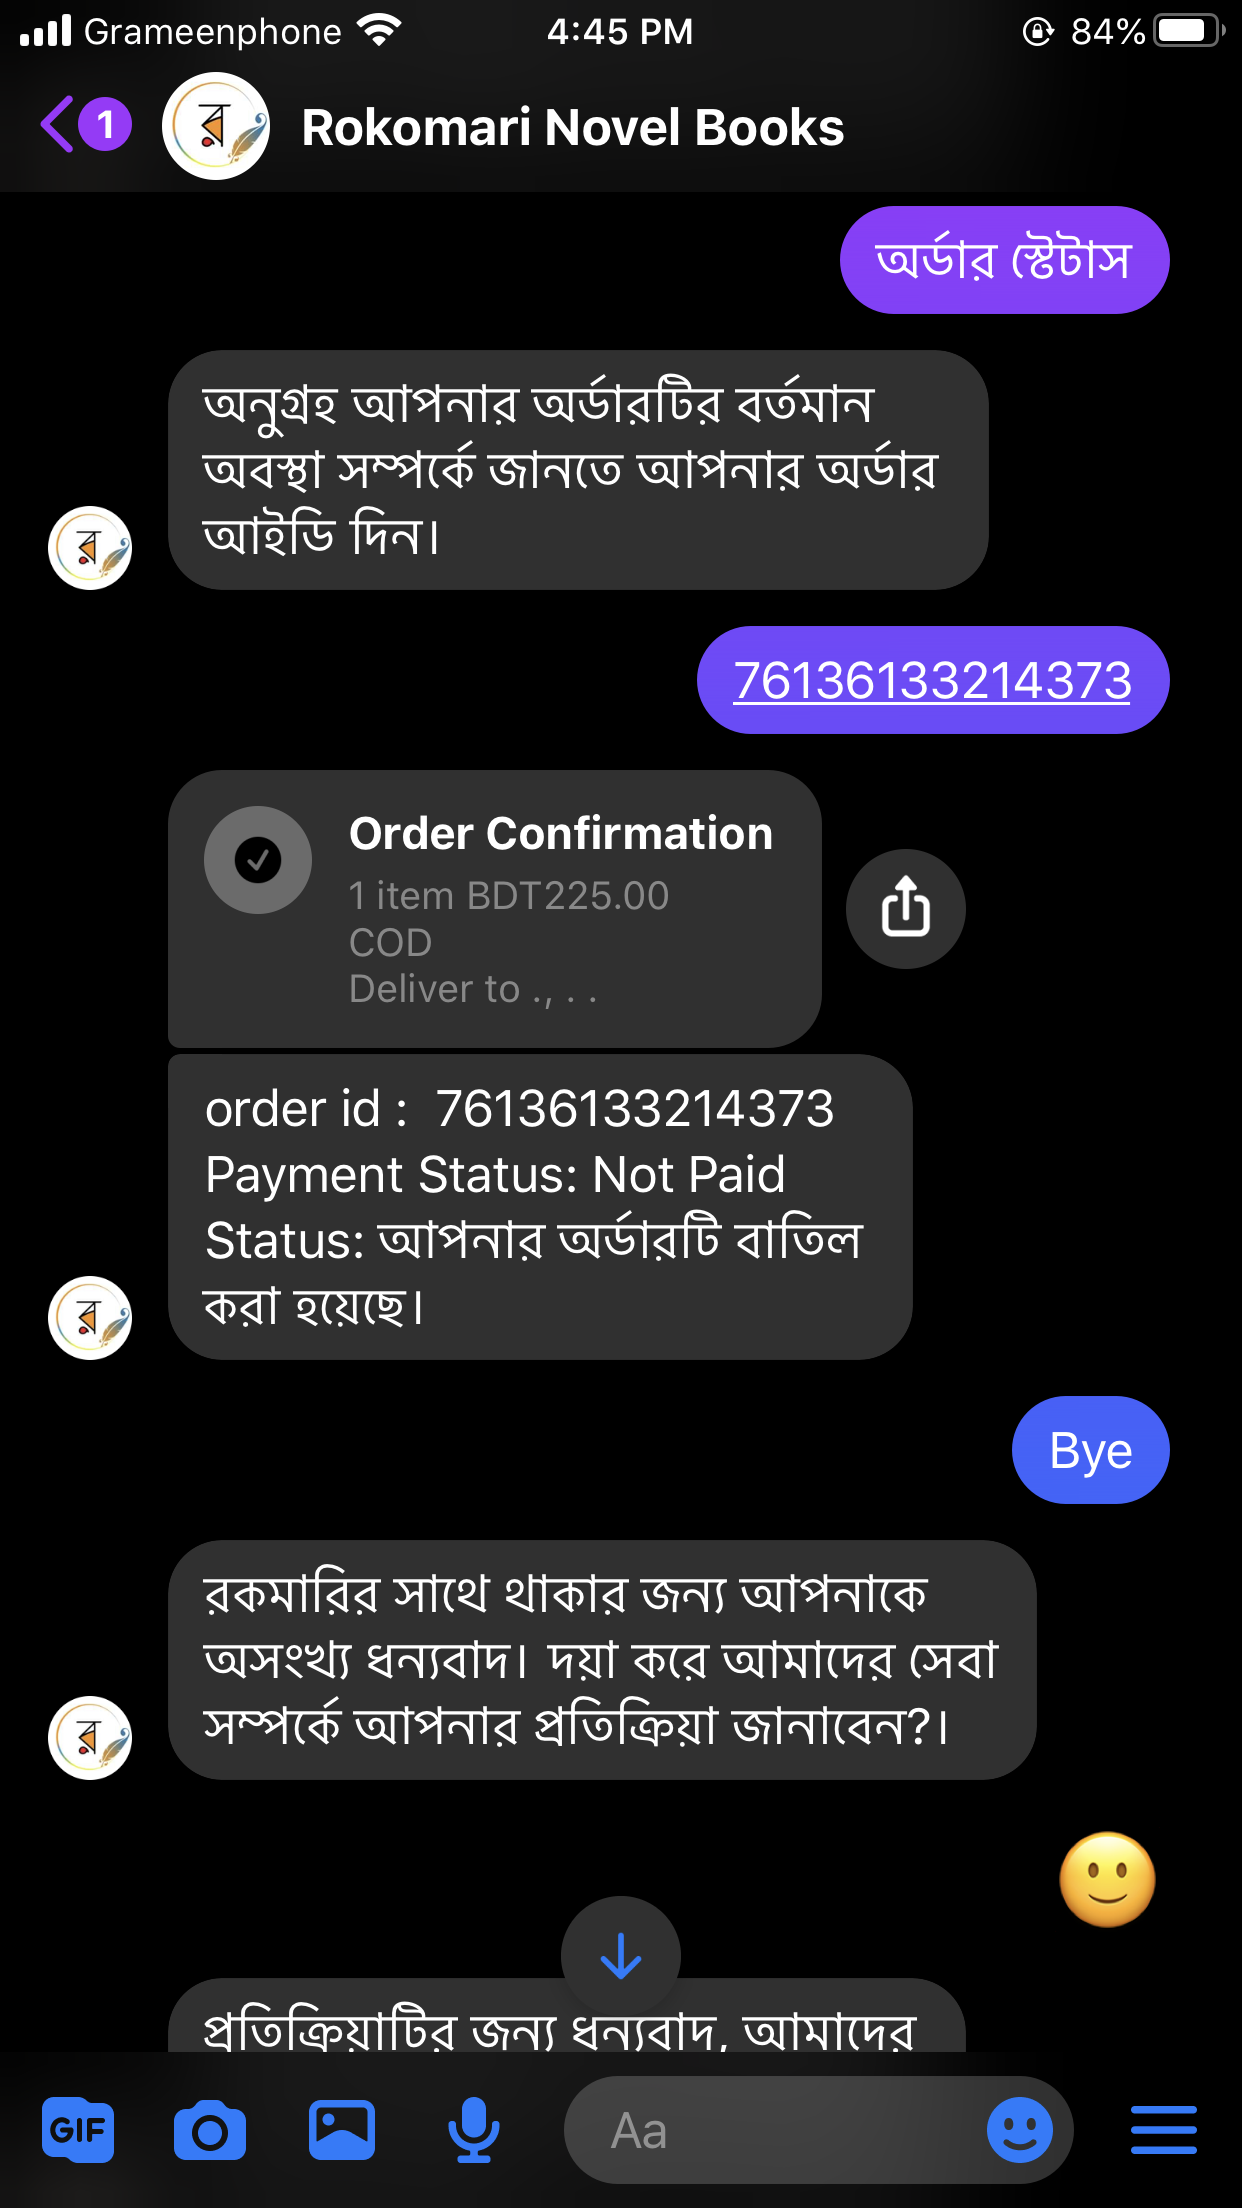 Grameenphone
4:45 PM
84%
1
র
Rokomari Novel Books
অর্ডার স্টেটাস
অনুগ্রহ আপনার অর্ডারটির বর্তমান
অবস্থা সম্পর্কে জানতে আপনার অর্ডার
আইডি দিন।
র
76136133214373
Order Confirmation
1 item BDT225.00
COD
Deliver to ., . .
order id :  76136133214373
Payment Status: Not Paid
Status: আপনার অর্ডারটি বাতিল
করা হয়েছে।
র
Bye
রকমারির সাথে থাকার জন্য আপনাকে
অসংখ্য ধন্যবাদ। দয়া করে আমাদের সেবা
সম্পর্কে আপনার প্রতিক্রিয়া জানাবেন?।
র
প্রতিক্রিয়াটির জন্য ধন্যবাদ, আমাদের
GIF
Aa